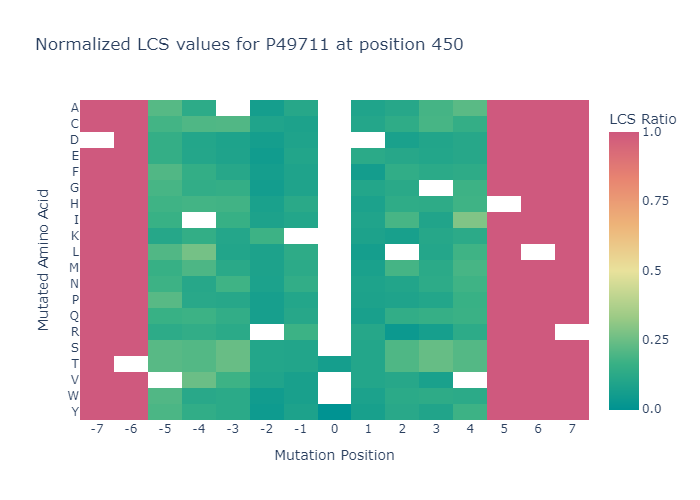 Normalized LCS values for P49711 at position 450
LCS Ratio
1.0
0.75
0.5
0.25
0.0
Mutated Amino Acid
A
C
D
E
F
G
H
I
K
L
M
N
P
Q
R
S
T
V
W
Y
-7 -6 -5 -4 -3 -2 -1 0 1 2 3 4 5 6 7
Mutation Position